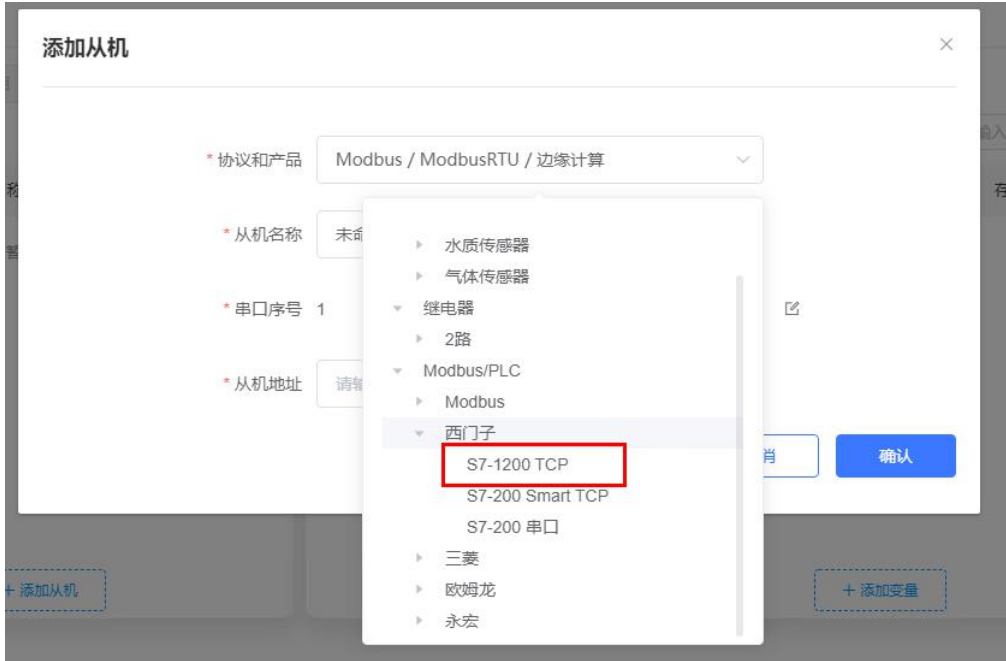 添加从机
* 协议和产品 Modbus / ModbusRTU / 边缘计算
输入
称
存
* 从机名称 未命
水质传感器
气体传感器
继电器
* 串口序号 1
2路
Modbus/PLC
* 从机地址 请输
Modbus
西门子
消 确认
S7-1200 TCP
S7-200 Smart TCP
S7-200 串口
三菱
+ 添加从机
欧姆龙
+ 添加变量
永宏